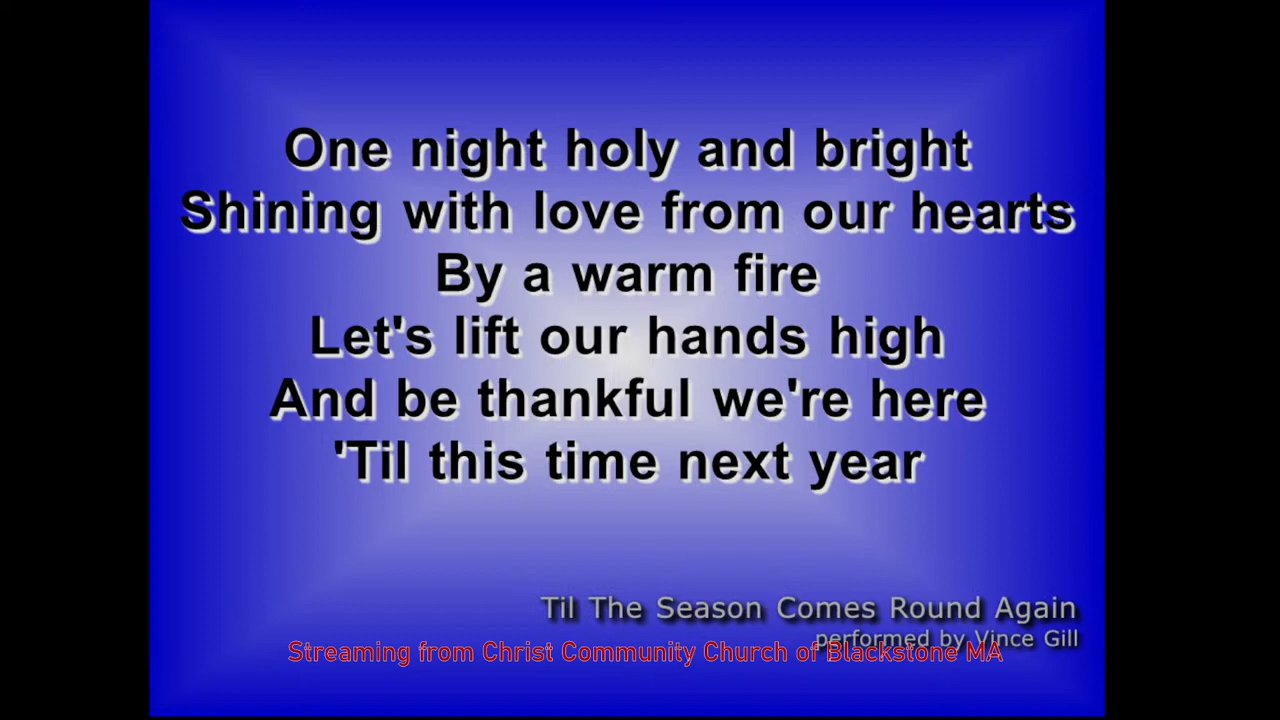 One night holy and bright
Shining with love from our hearts
By a warm fire
Let's lift our hands high
And be thankful we're here
'Til this time next year
Til The Season Comes Round Again
performed by Vince Gill
Streaming from Christ Community Church of Blackstone MA